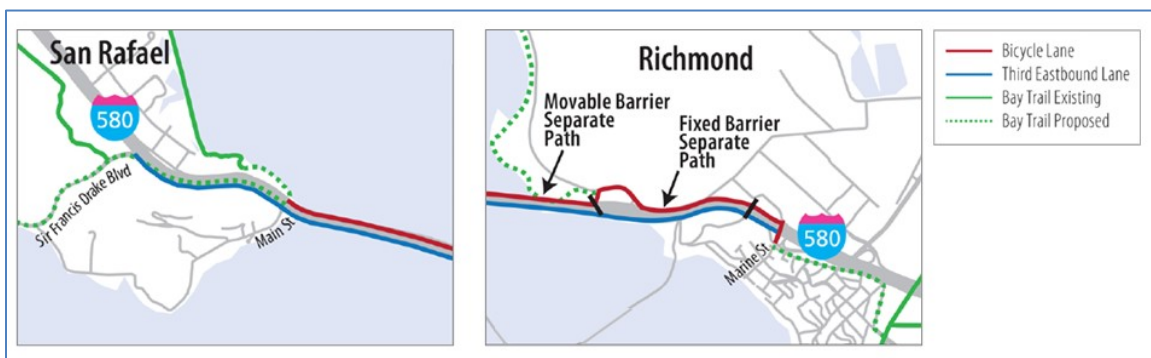 San Rafael
580
Sir Francis Drake Blvd
Main St
Richmond
Movable Barrier
Separate
Path
Fixed Barrier
Separate
Path
Marine St
580
Bicycle Lane
Third Eastbound Lane
Bay Trail Existing
Bay Trail Proposed